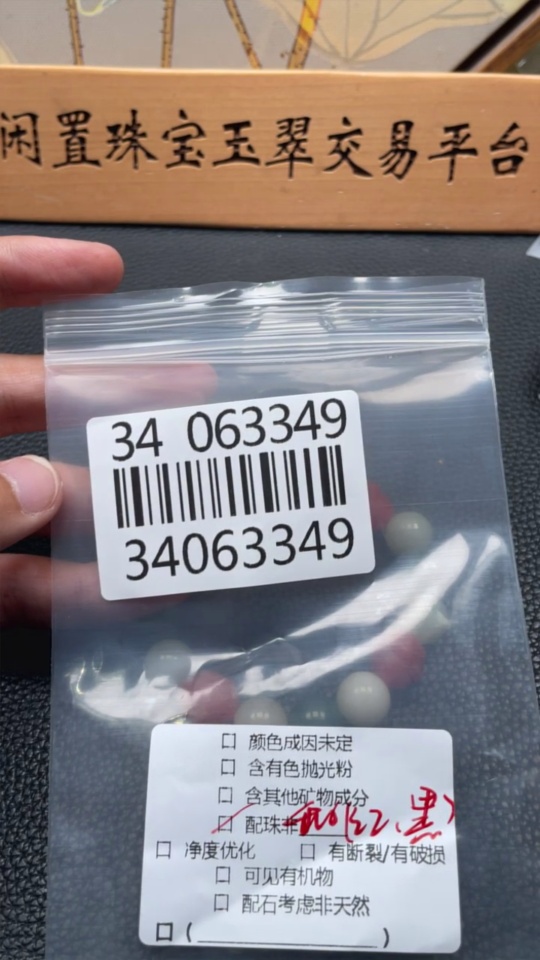 闲置珠宝玉翠交易平台
34 063349
34063349
□ 颜色成因未定
□ 含有色抛光粉
□ 含其他矿物成分
□ 配珠非 (红、黑)
□ 净度优化 □ 有断裂/有破损
□ 可见有机物
□ 配石考虑非天然
□ (____________________)